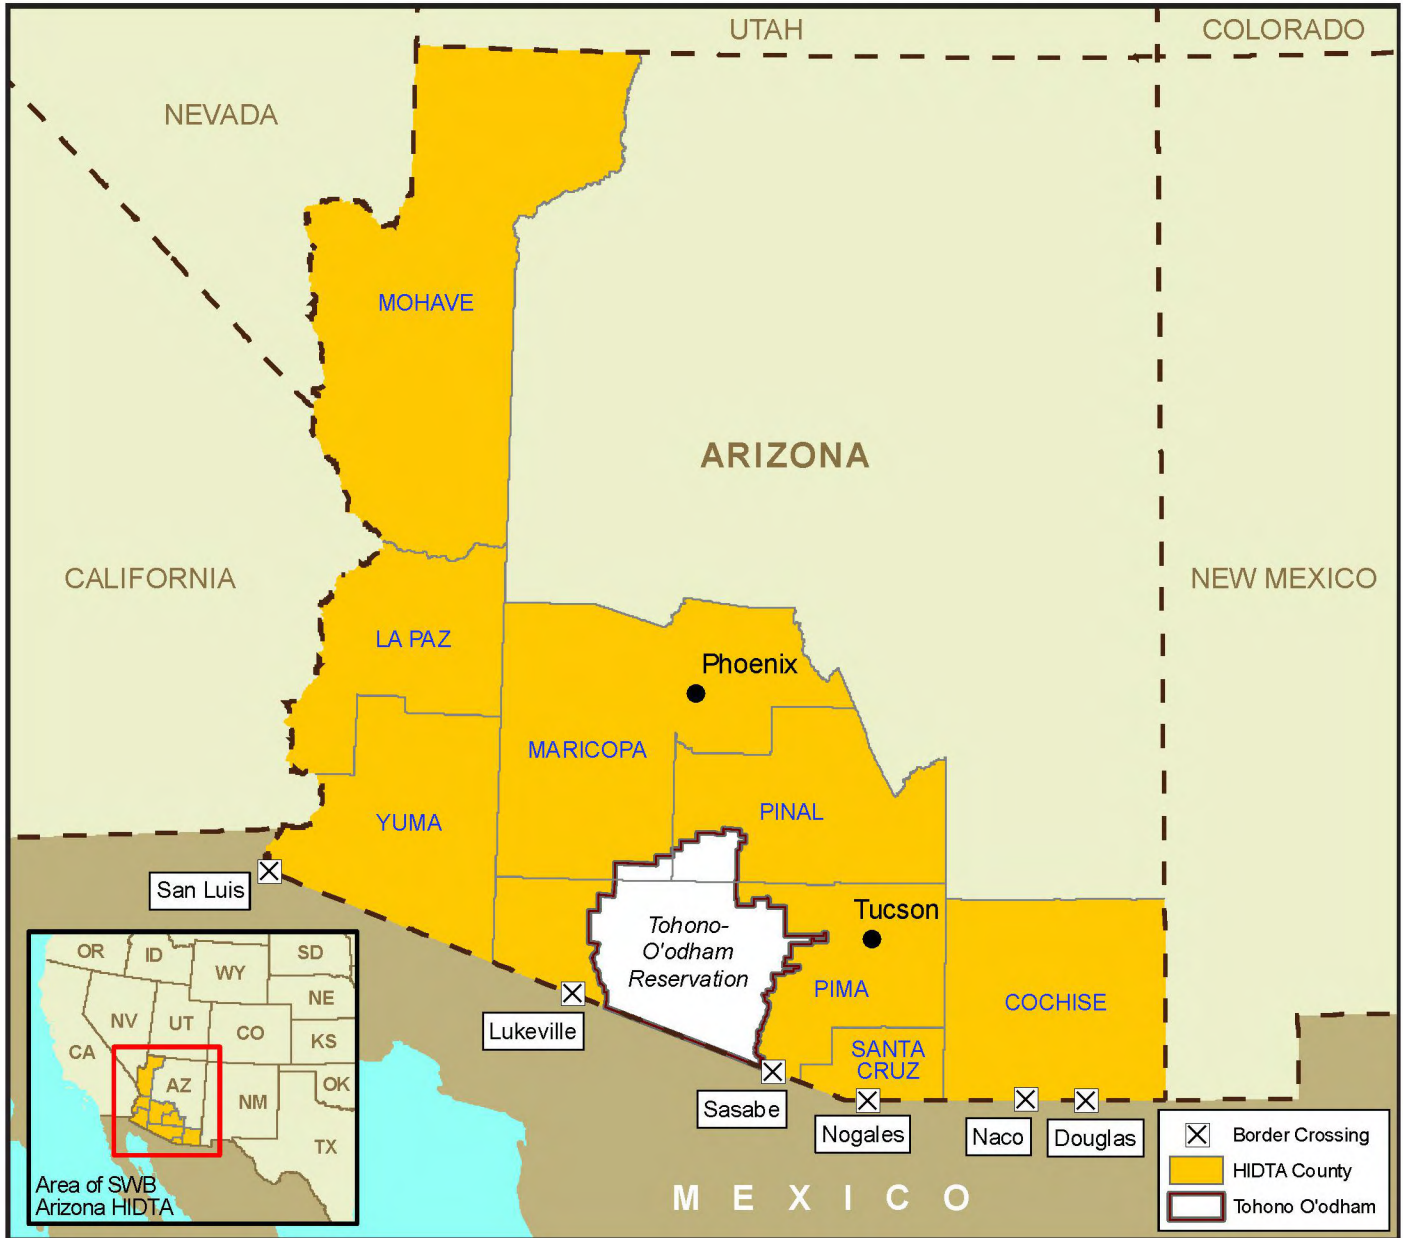 UTAH
COLORADO
NEVADA
MOHAVE
ARIZONA
CALIFORNIA
NEW MEXICO
LA PAZ
Phoenix
MARICOPA
PINAL
YUMA
San Luis
Tucson
Tohono-
O'odham
Reservation
PIMA
COCHISE
Lukeville
SANTA
CRUZ
Sasabe
Nogales
Naco
Douglas
MEXICO
OR
ID
SD
WY
NE
NV
UT
CO
KS
CA
AZ
OK
NM
TX
Area of SWB
Arizona HIDTA
Border Crossing
HIDTA County
Tohono O'odham